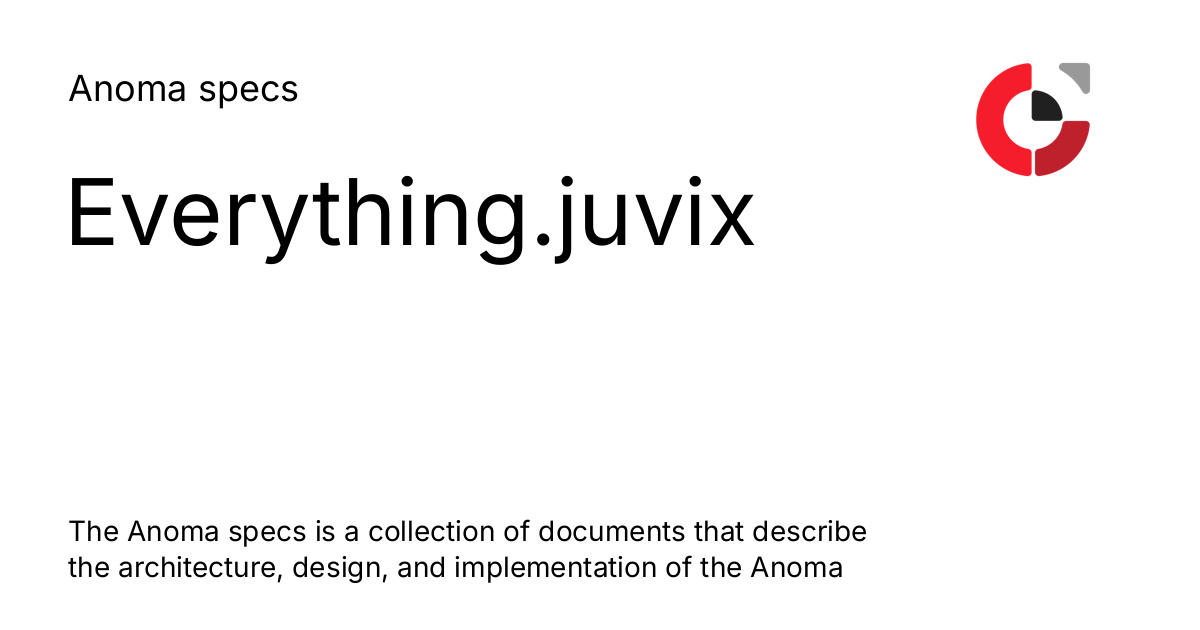 Anoma specs
Everything.juvix
The Anoma specs is a collection of documents that describe
the architecture, design, and implementation of the Anoma